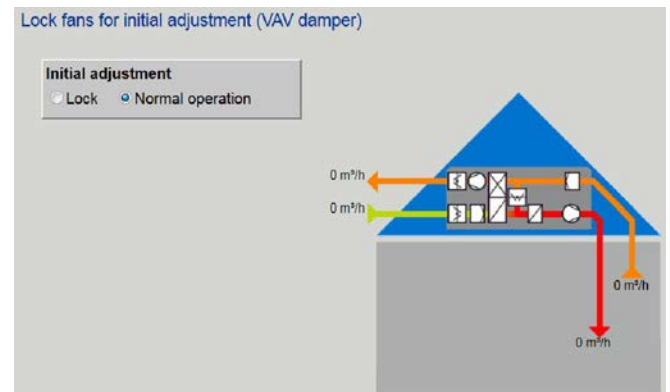 Lock fans for initial adjustment (VAV damper)
Initial adjustment
Lock Normal operation
0 m³/h
0 m³/h
0 m³/h
0 m³/h